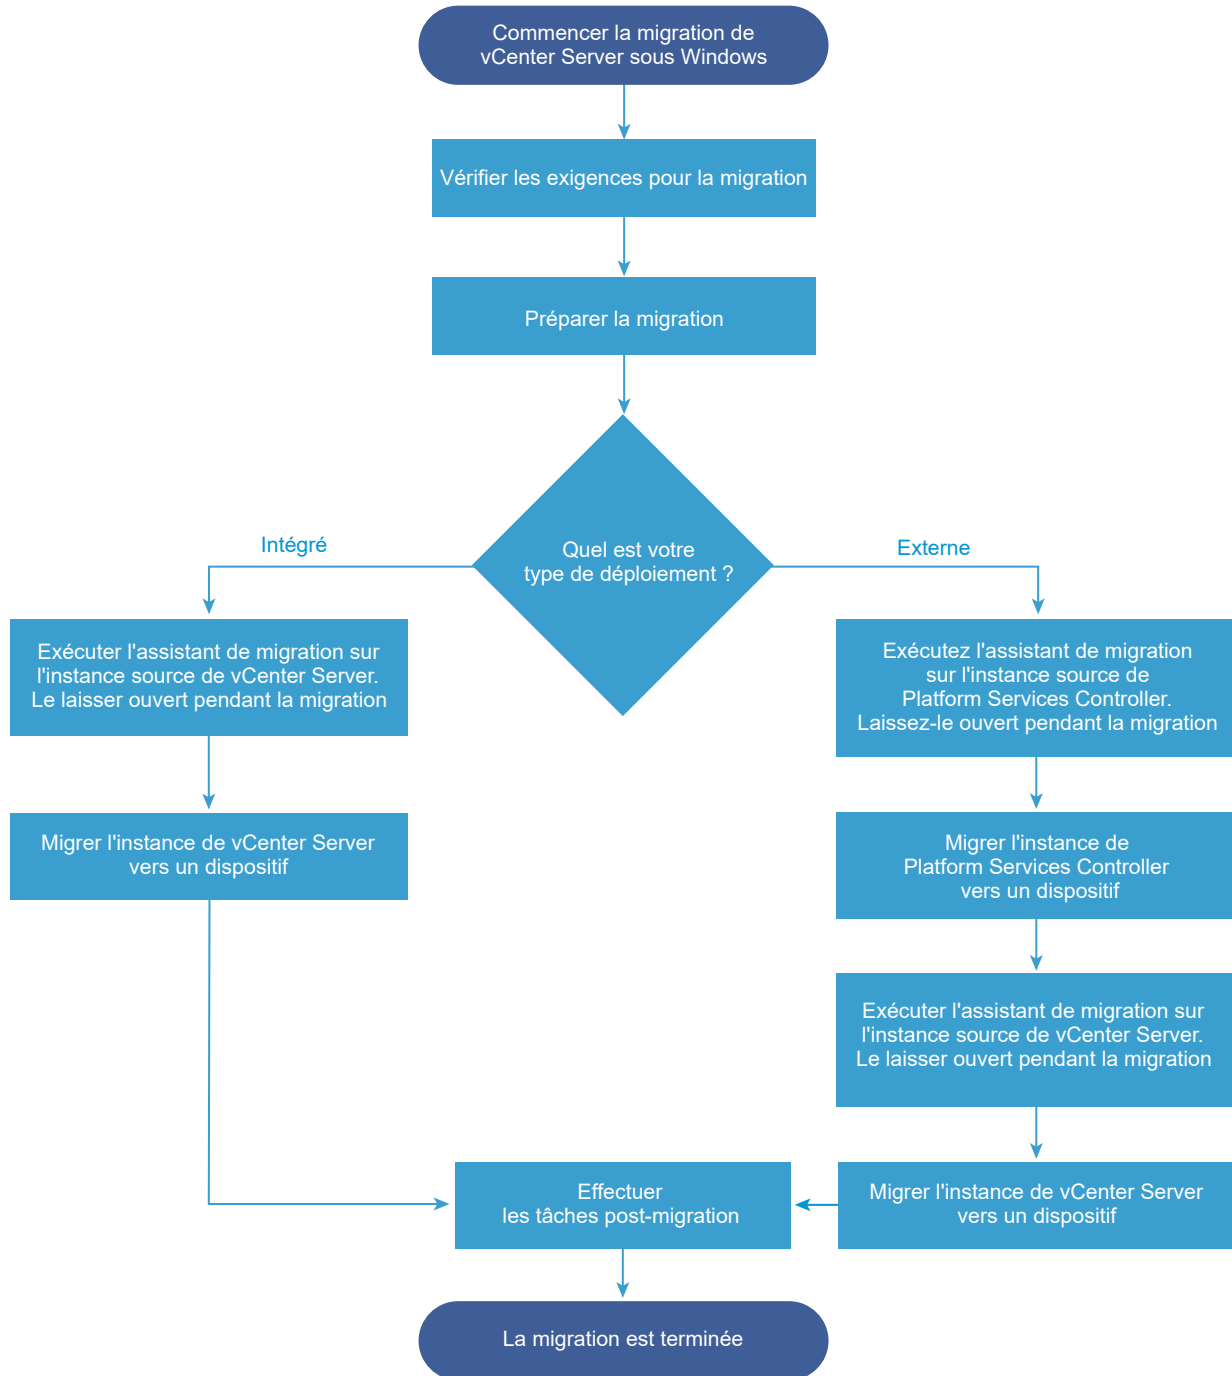 Commencer la migration de
vCenter Server sous Windows
Vérifier les exigences pour la migration
Préparer la migration
Quel est votre
type de déploiement ?
Intégré
Externe
Exécuter l'assistant de migration sur
l'instance source de vCenter Server.
Le laisser ouvert pendant la migration
Migrer l'instance de vCenter Server
vers un dispositif
Exécutez l'assistant de migration
sur l'instance source de
Platform Services Controller.
Laissez-le ouvert pendant la migration
Migrer l'instance de
Platform Services Controller
vers un dispositif
Exécuter l'assistant de migration sur
l'instance source de vCenter Server.
Le laisser ouvert pendant la migration
Migrer l'instance de vCenter Server
vers un dispositif
Effectuer
les tâches post-migration
La migration est terminée